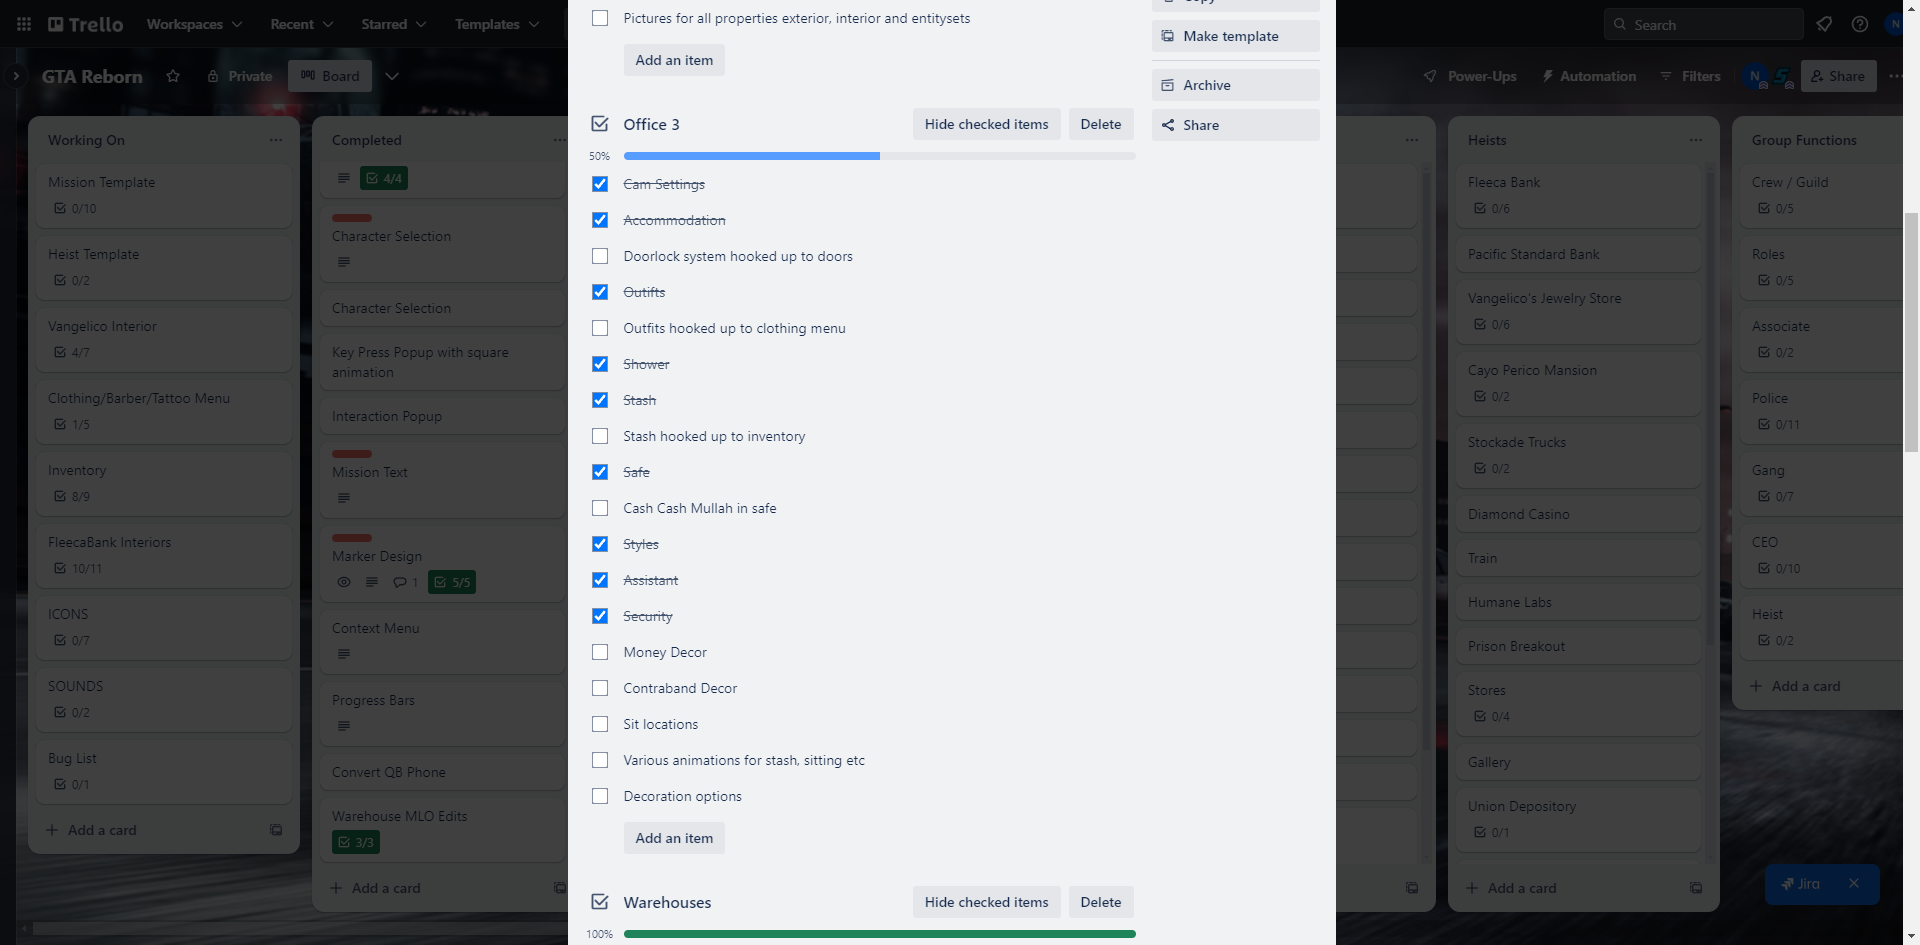 Trello
Workspaces
Recent
Starred
Templates
Search
N
GTA Reborn
Private
Board
Power-Ups
Automation
Filters
N
S
Share
Working On
Mission Template
0/10
Heist Template
0/2
Vangelico Interior
4/7
Clothing/Barber/Tattoo Menu
1/5
Inventory
8/9
FleecaBank Interiors
10/11
ICONS
0/7
SOUNDS
0/2
Bug List
0/1
Add a card
Completed
4/4
Character Selection
Character Selection
Key Press Popup with square
animation
Interaction Popup
Mission Text
Marker Design
1
5/5
Context Menu
Progress Bars
Convert QB Phone
Warehouse MLO Edits
3/3
Add a card
Pictures for all properties exterior, interior and entitysets
Add an item
Office 3
Hide checked items
Delete
50%
Cam Settings
Accommodation
Doorlock system hooked up to doors
Outifts
Outfits hooked up to clothing menu
Shower
Stash
Stash hooked up to inventory
Safe
Cash Cash Mullah in safe
Styles
Assistant
Security
Money Decor
Contraband Decor
Sit locations
Various animations for stash, sitting etc
Decoration options
Add an item
Warehouses
Hide checked items
Delete
100%
Make template
Archive
Share
Heists
Fleeca Bank
0/6
Pacific Standard Bank
Vangelico's Jewelry Store
0/6
Cayo Perico Mansion
0/2
Stockade Trucks
0/2
Diamond Casino
Train
Humane Labs
Prison Breakout
Stores
0/4
Gallery
Union Depository
0/1
Add a card
Group Functions
Crew / Guild
0/5
Roles
0/5
Associate
0/2
Police
0/11
Gang
0/7
CEO
0/10
Heist
0/2
Add a card
Jira